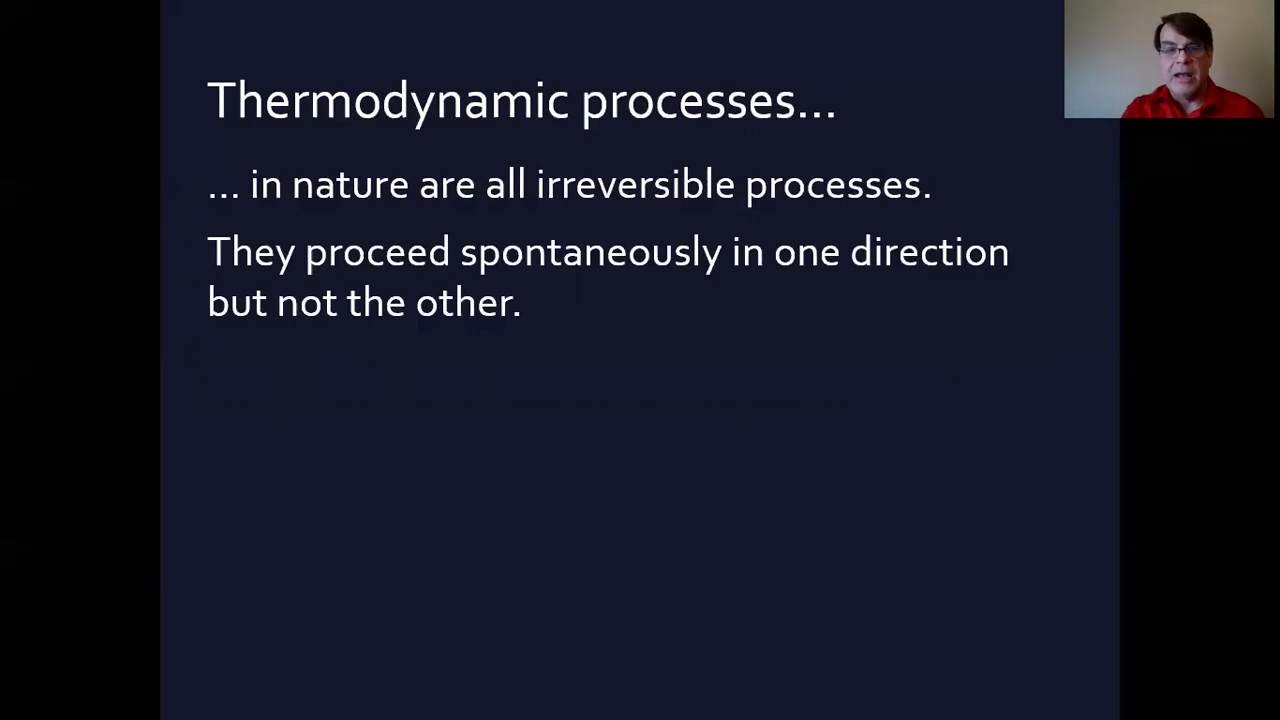 Thermodynamic processes...
... in nature are all irreversible processes.
They proceed spontaneously in one direction
but not the other.